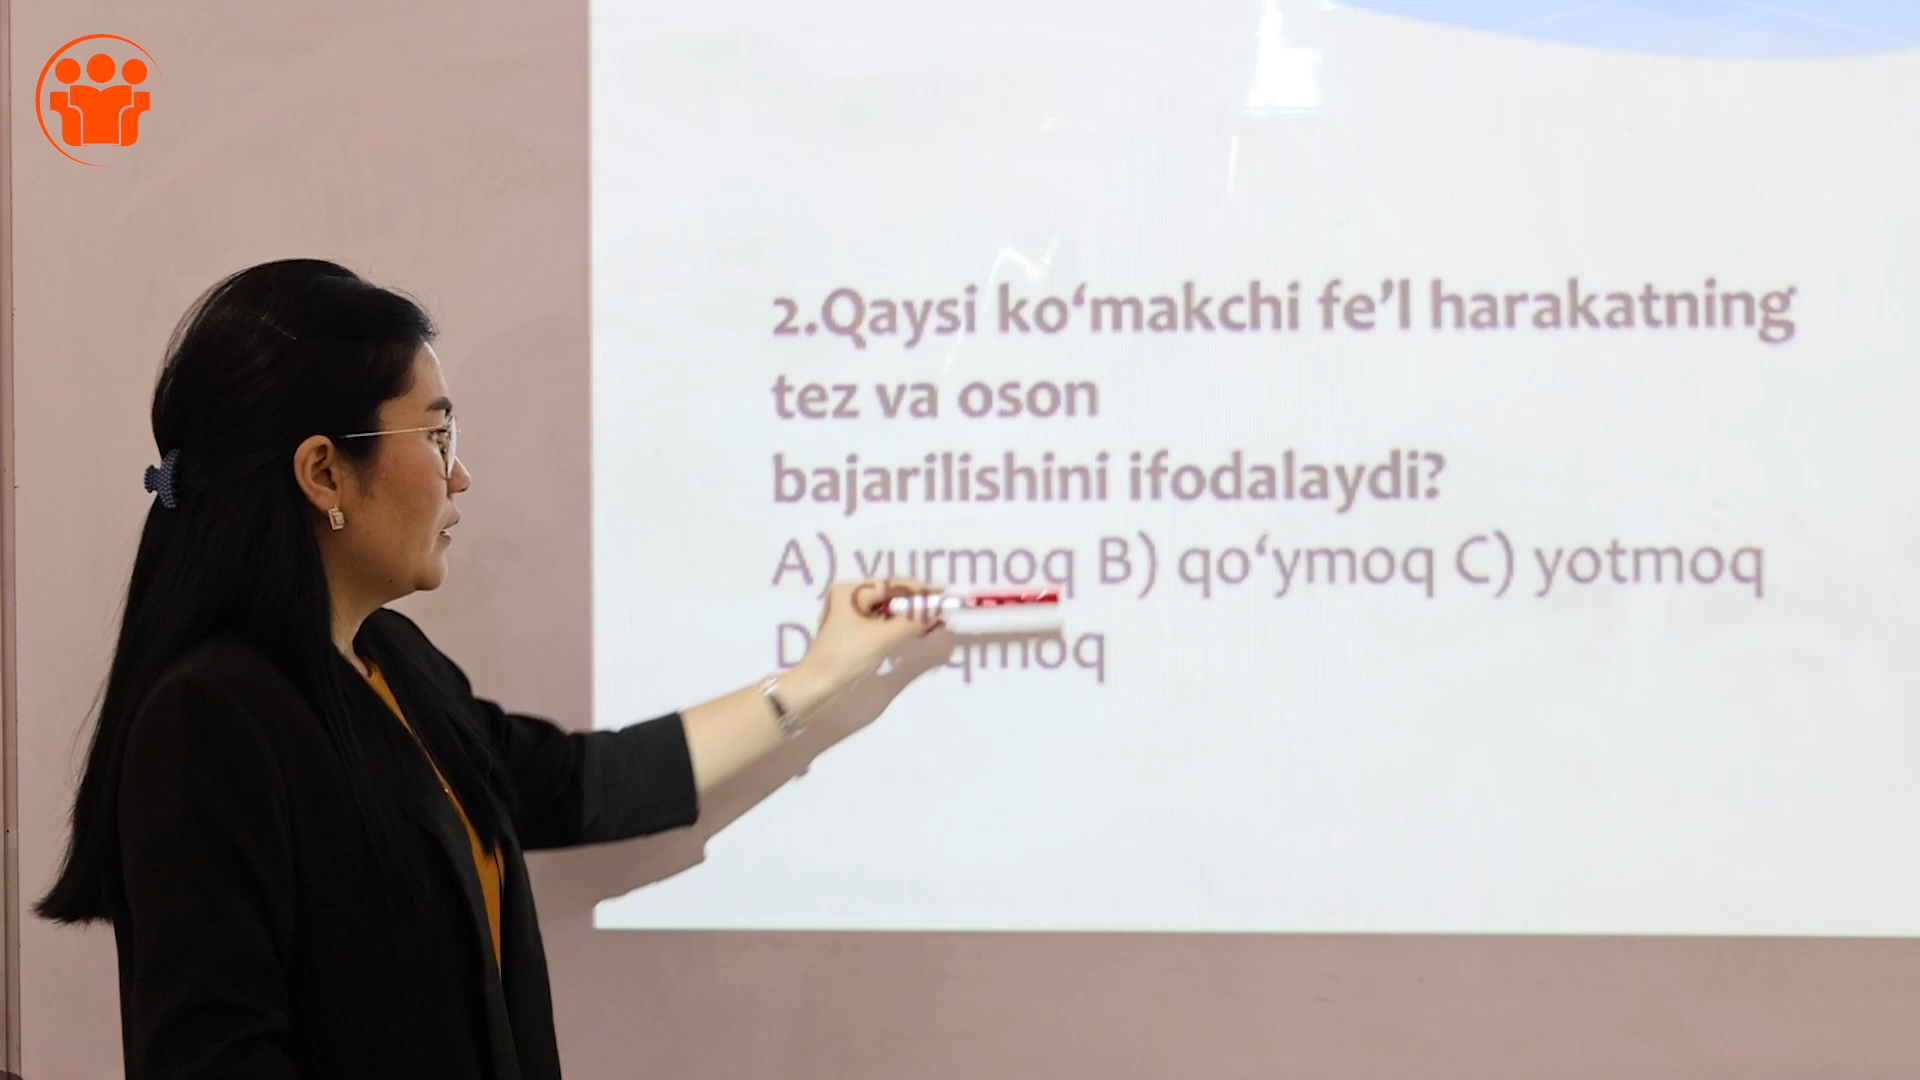 2.Qaysi ko‘makchi fe’l harakatning
tez va oson
bajarilishini ifodalaydi?
A) yurmoq B) qo‘ymoq C) yotmoq